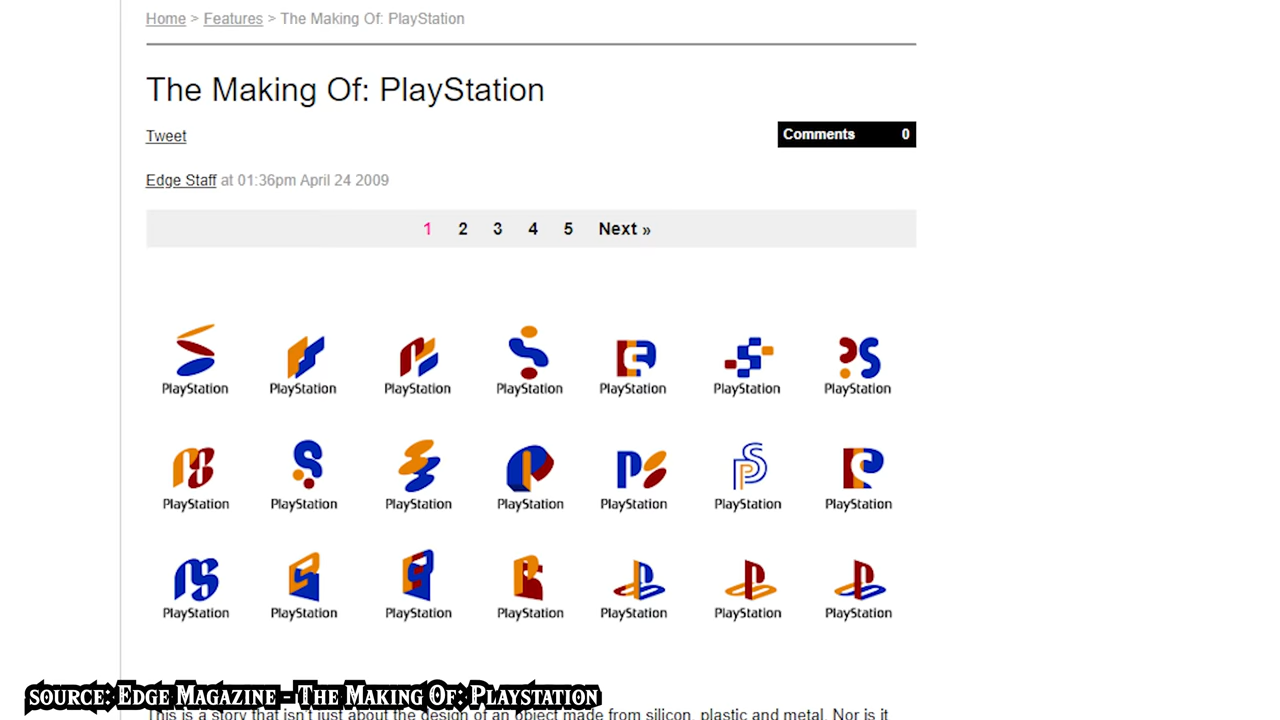 Home > Features > The Making Of: PlayStation
The Making Of: PlayStation
Tweet
Comments 0
Edge Staff at 01:36pm April 24 2009
1 2 3 4 5 Next »
PlayStation PlayStation PlayStation PlayStation PlayStation PlayStation PlayStation
PlayStation PlayStation PlayStation PlayStation PlayStation PlayStation PlayStation
PlayStation PlayStation PlayStation PlayStation PlayStation PlayStation PlayStation
source: Edge Magazine - The Making Of: Playstation
This is a story that isn't just about the design of an object made from silicon, plastic and metal. Nor is it